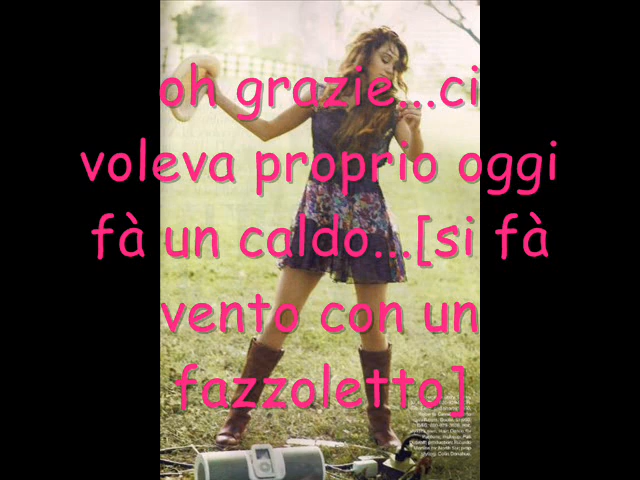 oh grazie...ci
voleva proprio oggi
fà un caldo...[si fà
vento con un
fazzoletto]